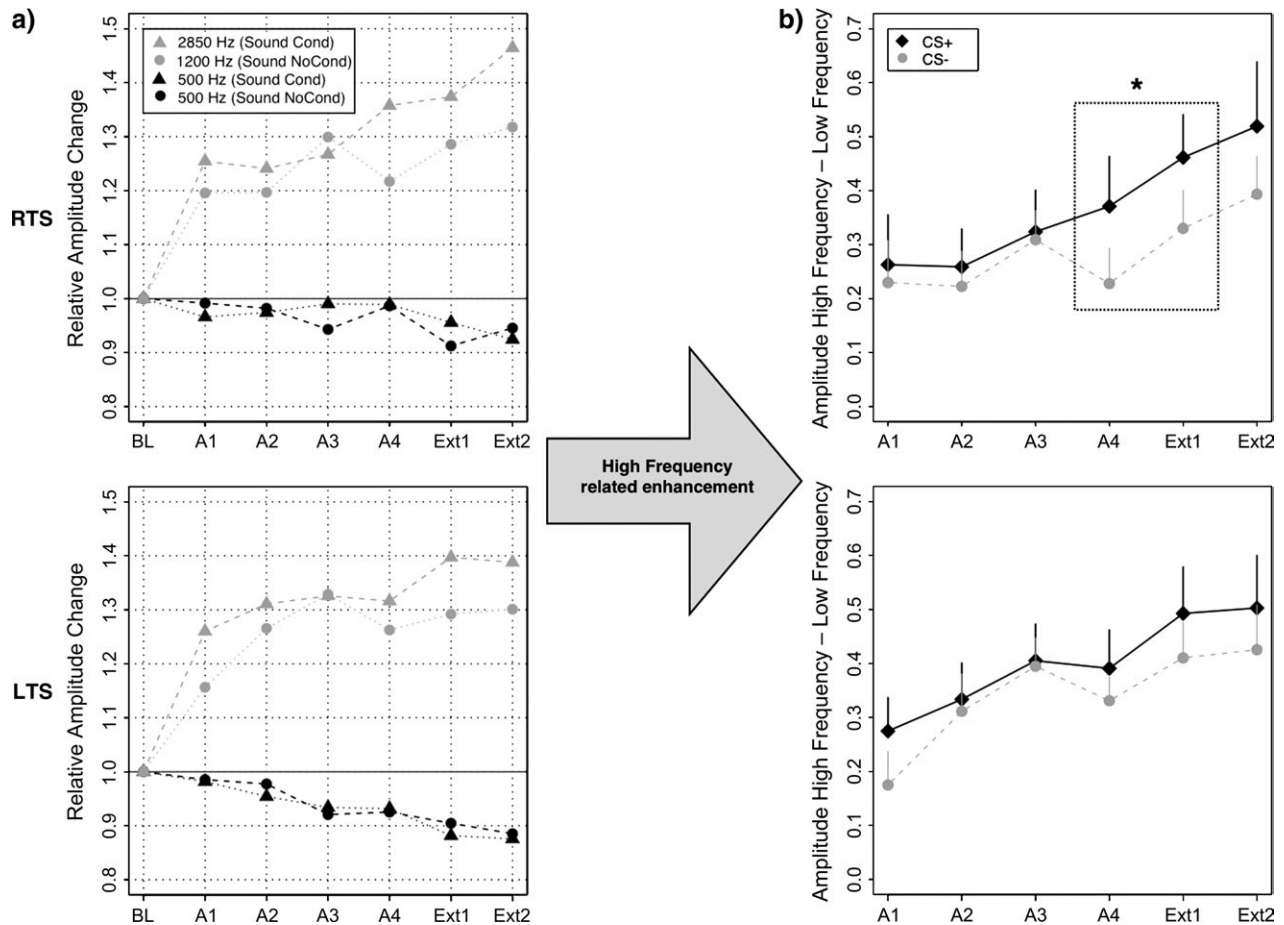 a)
RTS
Relative Amplitude Change
1.5
1.4
1.3
1.2
1.1
1.0
0.9
0.8
2850 Hz (Sound Cond)
1200 Hz (Sound NoCond)
500 Hz (Sound Cond)
500 Hz (Sound NoCond)
BL A1 A2 A3 A4 Ext1 Ext2
LTS
Relative Amplitude Change
1.5
1.4
1.3
1.2
1.1
1.0
0.9
0.8
BL A1 A2 A3 A4 Ext1 Ext2
High Frequency
related enhancement
b)
Amplitude High Frequency – Low Frequency
0.7
0.6
0.5
0.4
0.3
0.2
0.1
0.0
CS+
CS-
*
A1 A2 A3 A4 Ext1 Ext2
Amplitude High Frequency – Low Frequency
0.7
0.6
0.5
0.4
0.3
0.2
0.1
0.0
A1 A2 A3 A4 Ext1 Ext2